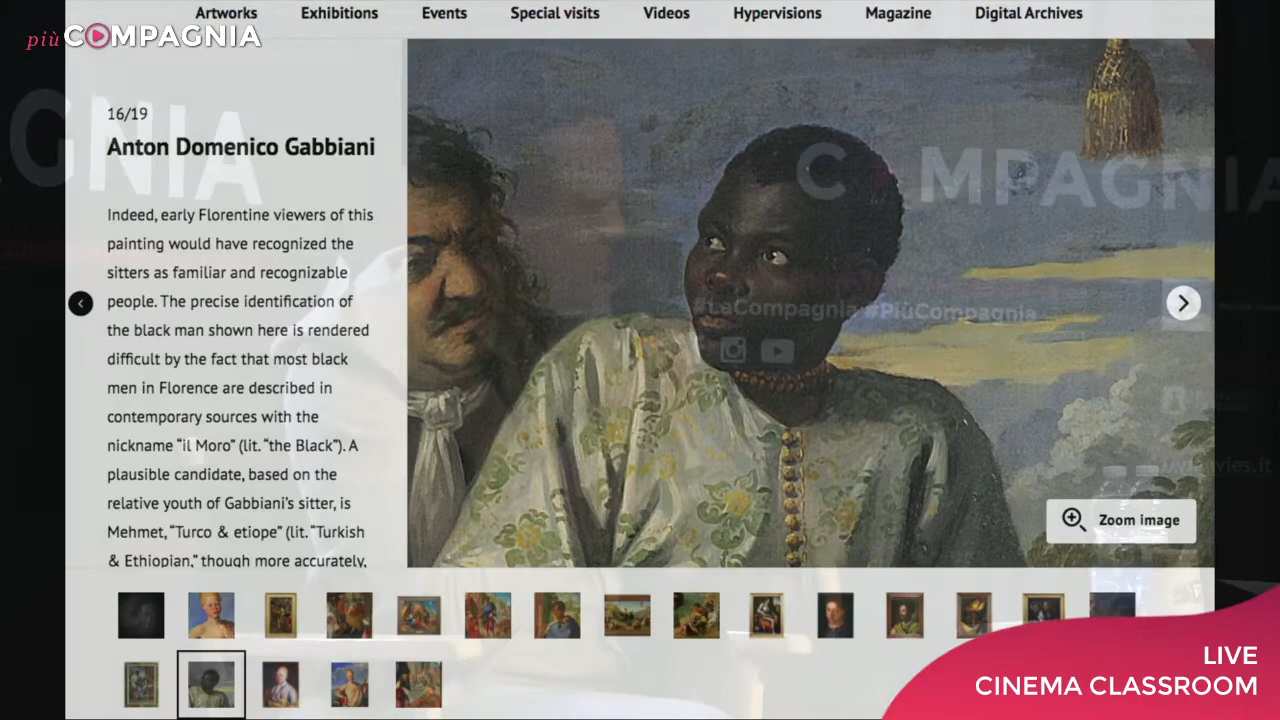 Artworks Exhibitions Events Special visits Videos Hypervisions Magazine Digital Archives
più COMPAGNIA
GNIA
16/19
Anton Domenico Gabbiani
C MPAGNIA
Indeed, early Florentine viewers of this
painting would have recognized the
sitters as familiar and recognizable
people. The precise identification of
the black man shown here is rendered
difficult by the fact that most black
men in Florence are described in
contemporary sources with the
nickname “il Moro” (lit. “the Black”). A
plausible candidate, based on the
relative youth of Gabbiani's sitter, is
Mehmet, “Turco & etiope” (lit. “Turkish
& Ethiopian,” though more accurately,
#LaCompagnia #PiùCompagnia
Zoom image
LIVE
CINEMA CLASSROOM